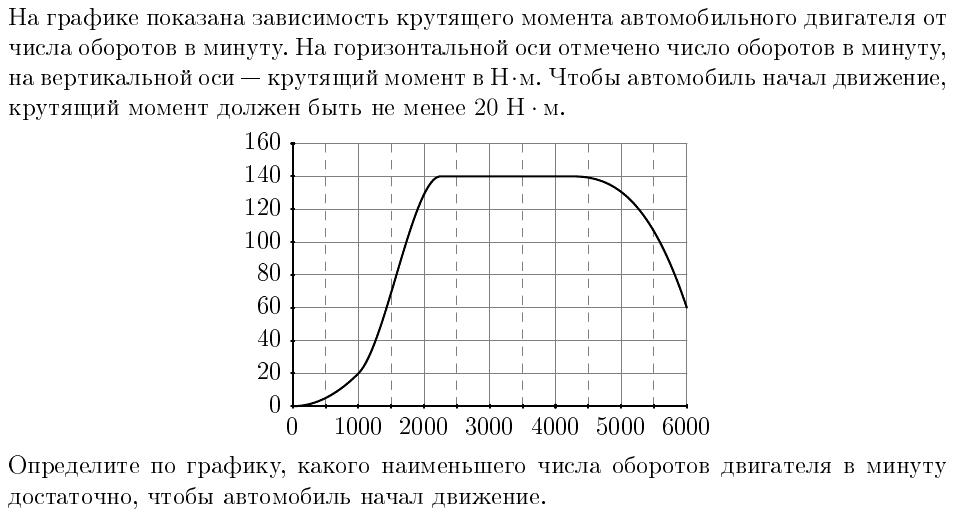 На графике показана зависимость крутящего момента автомобильного двигателя от
числа оборотов в минуту. На горизонтальной оси отмечено число оборотов в минуту,
на вертикальной оси — крутящий момент в Н·м. Чтобы автомобиль начал движение,
крутящий момент должен быть не менее 20 Н · м.
160
140
120
100
80
60
40
20
0
0 1000 2000 3000 4000 5000 6000
Определите по графику, какого наименьшего числа оборотов двигателя в минуту
достаточно, чтобы автомобиль начал движение.